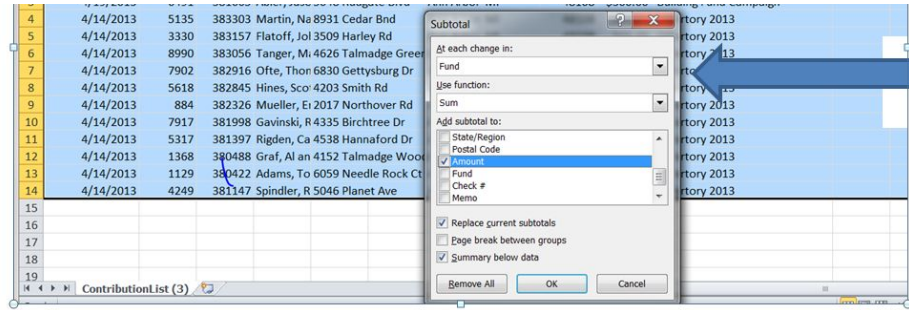 Subtotal
4 4/14/2013 5135 383303 Martin, Na 8931 Cedar Bnd rtory 2013
5 4/14/2013 3330 383157 Flatoff, Jol 3509 Harley Rd rtory 2013
At each change in:
6 4/14/2013 8990 383056 Tanger, Mi 4626 Talmadge Green rtory 2013
Fund
7 4/14/2013 7902 382916 Ofte, Thon 6830 Gettysburg Dr
Use function:
8 4/14/2013 5618 382845 Hines, Sco 4203 Smith Rd
Sum
9 4/14/2013 884 382326 Mueller, Er 2017 Northover Rd rtory 2013
Add subtotal to:
10 4/14/2013 7917 381998 Gavinski, R 4335 Birchtree Dr rtory 2013
State/Region
11 4/14/2013 5317 381397 Rigden, Ca 4538 Hannaford Dr rtory 2013
Postal Code
Amount
12 4/14/2013 1368 380488 Graf, Al an 4152 Talmadge Wood rtory 2013
Fund
13 4/14/2013 1129 380422 Adams, To 6059 Needle Rock Ct rtory 2013
Check #
14 4/14/2013 4249 381147 Spindler, R 5046 Planet Ave rtory 2013
Memo
15
Replace current subtotals
16
Page break between groups
17
Summary below data
18
19
Remove All OK Cancel
ContributionList (3)